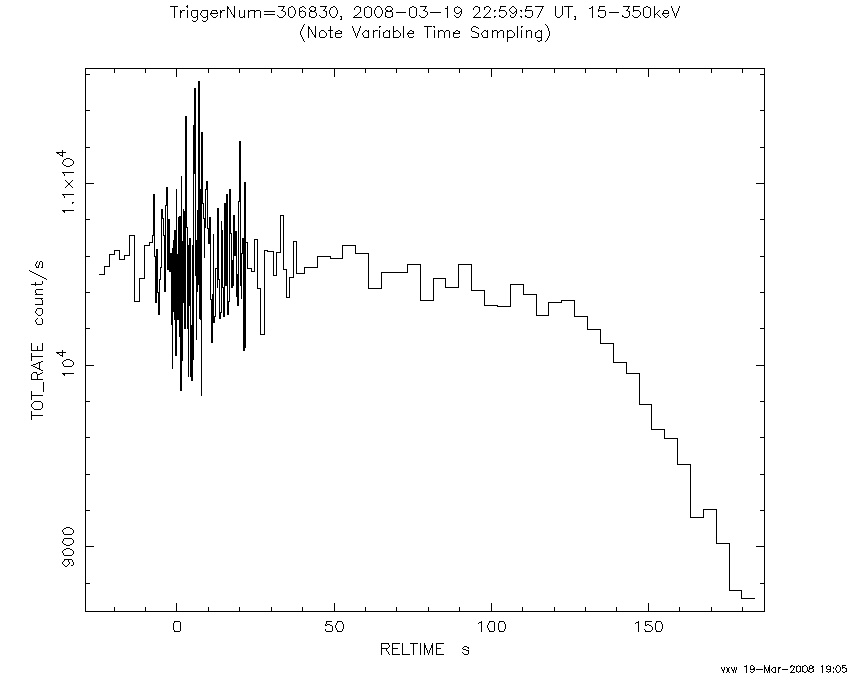 TriggerNum=306830, 2008-03-19 22:59:57 UT, 15-350keV
(Note Variable Time Sampling)
TOT_RATE count/s
1.1×10⁴
10⁴
9000
0 50 100 150
RELTIME s
vxw 19-Mar-2008 19:05